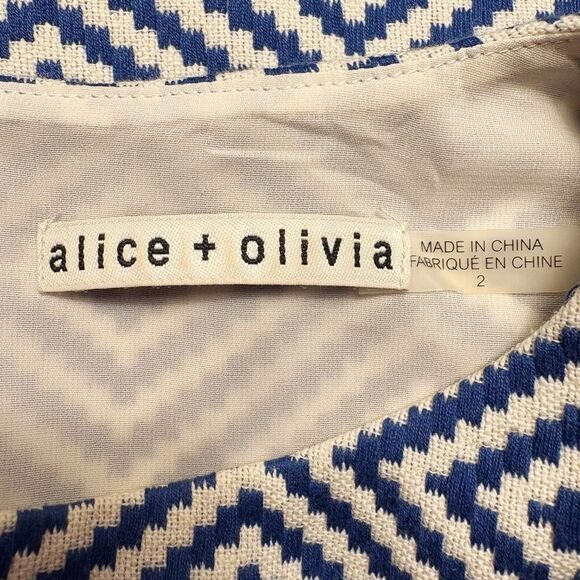 alice + olivia
MADE IN CHINA
FABRIQUÉ EN CHINE
2